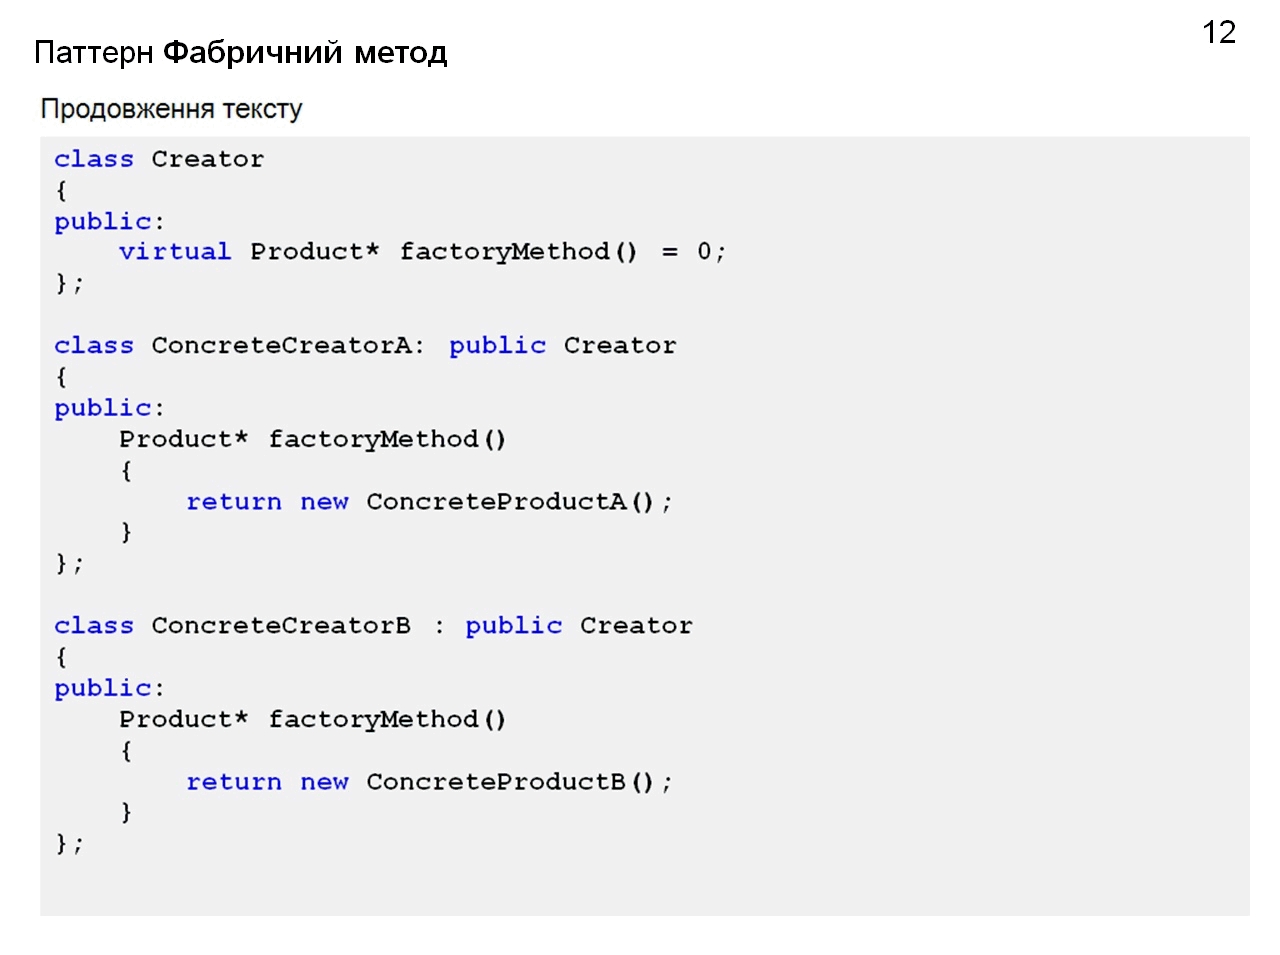 12
Паттерн Фабричний метод
Продовження тексту
class Creator
{
public:
    virtual Product* factoryMethod() = 0;
};

class ConcreteCreatorA: public Creator
{
public:
    Product* factoryMethod()
    {
        return new ConcreteProductA();
    }
};

class ConcreteCreatorB : public Creator
{
public:
    Product* factoryMethod()
    {
        return new ConcreteProductB();
    }
};